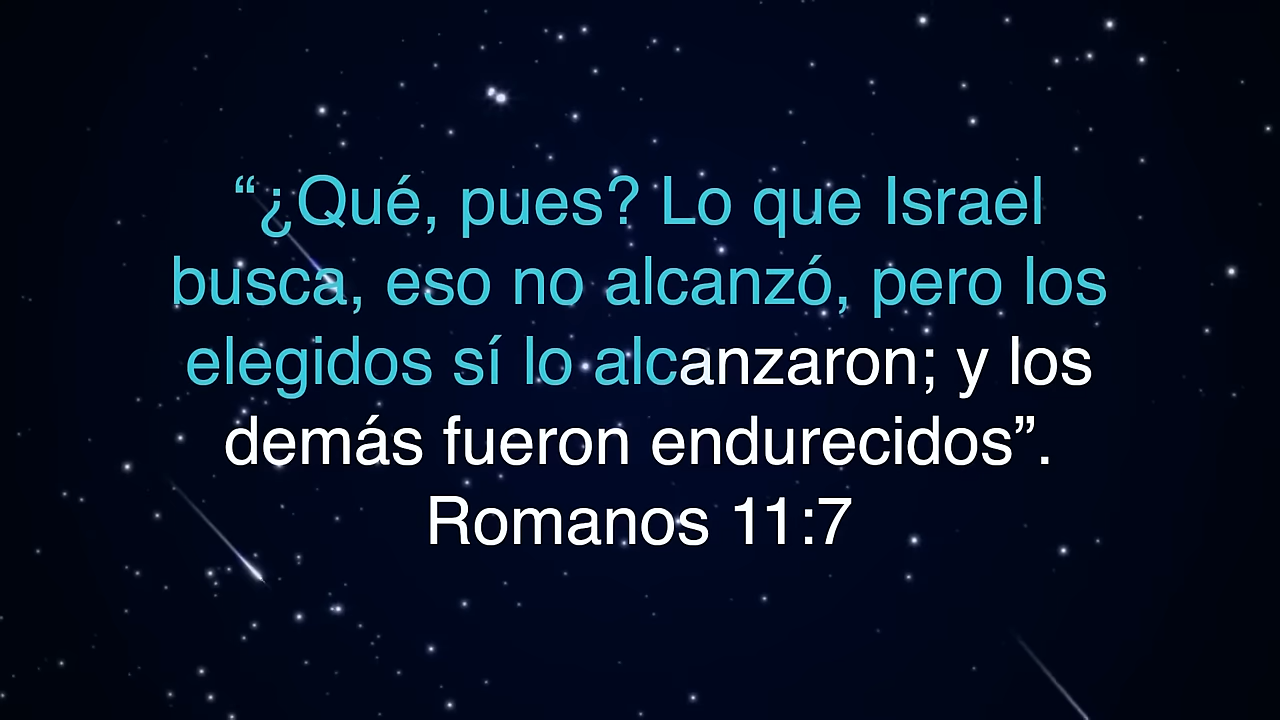 “¿Qué, pues? Lo que Israel
busca, eso no alcanzó, pero los
elegidos sí lo alcanzaron; y los
demás fueron endurecidos”.
Romanos 11:7